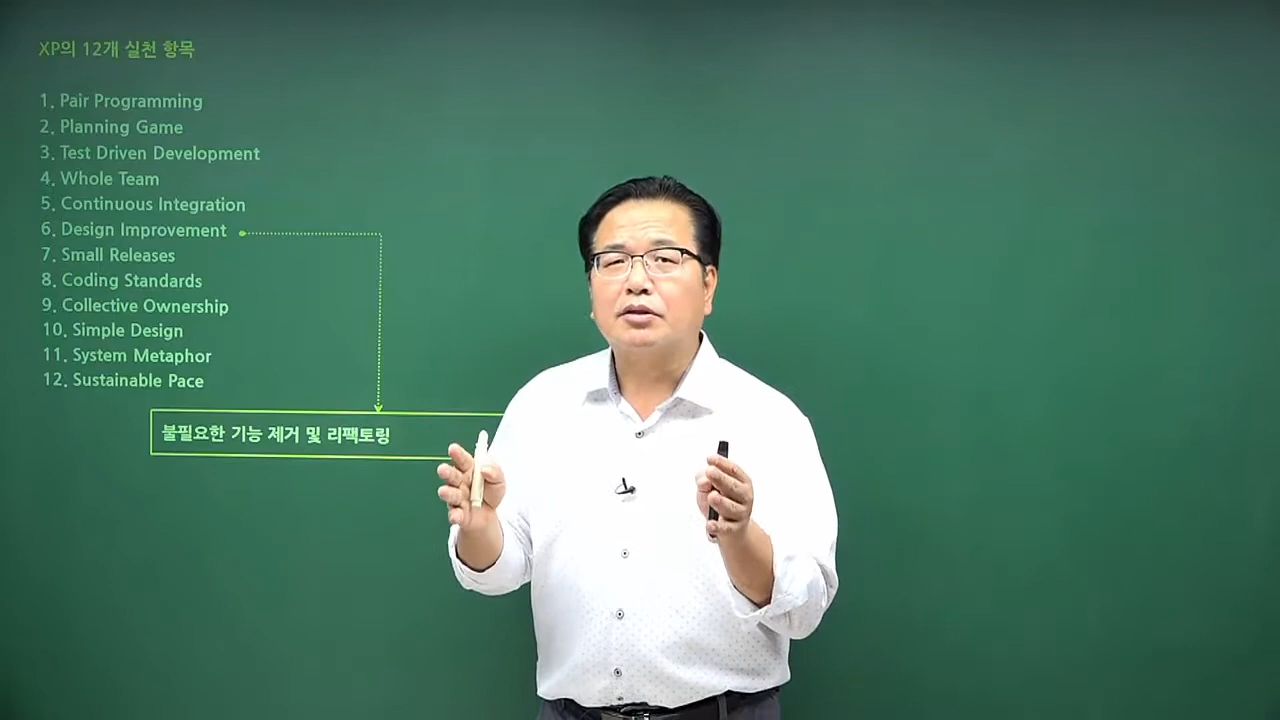 XP의 12개 실천 항목
1. Pair Programming
2. Planning Game
3. Test Driven Development
4. Whole Team
5. Continuous Integration
6. Design Improvement
7. Small Releases
8. Coding Standards
9. Collective Ownership
10. Simple Design
11. System Metaphor
12. Sustainable Pace
불필요한 기능 제거 및 리팩토링